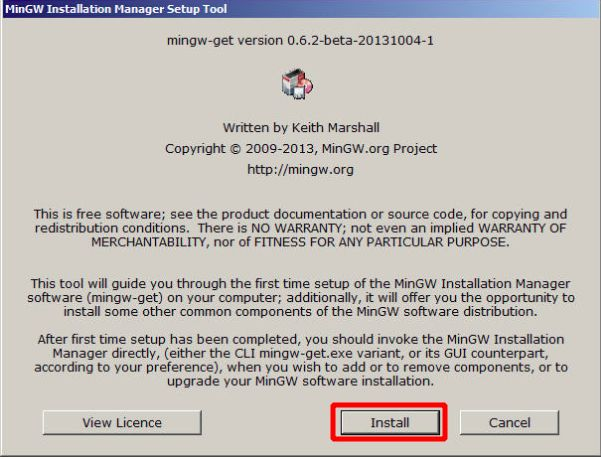 MinGW Installation Manager Setup Tool
mingw-get version 0.6.2-beta-20131004-1
Written by Keith Marshall
Copyright © 2009-2013, MinGW.org Project
http://mingw.org
This is free software; see the product documentation or source code, for copying and
redistribution conditions.  There is NO WARRANTY; not even an implied WARRANTY OF
MERCHANTABILITY, nor of FITNESS FOR ANY PARTICULAR PURPOSE.
This tool will guide you through the first time setup of the MinGW Installation Manager
software (mingw-get) on your computer; additionally, it will offer you the opportunity to
install some other common components of the MinGW software distribution.
After first time setup has been completed, you should invoke the MinGW Installation
Manager directly, (either the CLI mingw-get.exe variant, or its GUI counterpart,
according to your preference), when you wish to add or to remove components, or to
upgrade your MinGW software installation.
View Licence
Install
Cancel